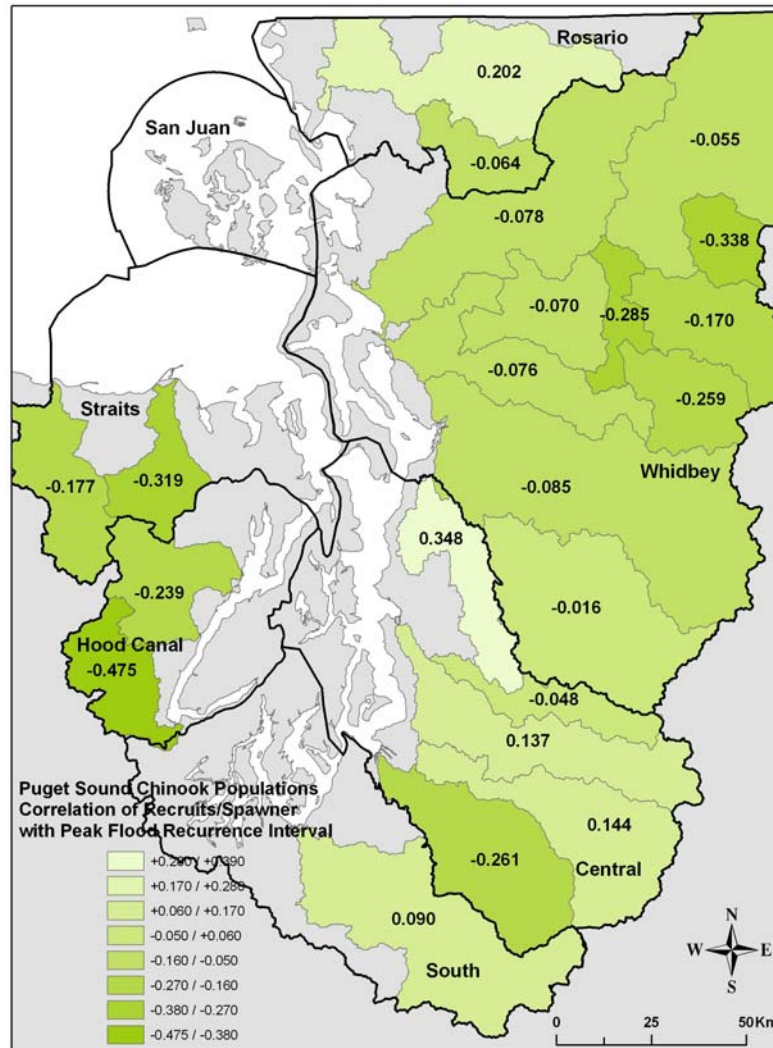 Rosario
0.202
San Juan
-0.064
-0.055
-0.078
-0.338
-0.070
-0.285
-0.170
-0.076
-0.259
Straits
-0.177
-0.319
-0.085
Whidbey
0.348
-0.239
-0.016
Hood Canal
-0.475
-0.048
0.137
Puget Sound Chinook Populations
Correlation of Recruits/Spawner
with Peak Flood Recurrence Interval
0.144
-0.261
Central
+0.280 / +0.390
+0.170 / +0.280
+0.060 / +0.170
-0.050 / +0.060
-0.160 / -0.050
-0.270 / -0.160
-0.380 / -0.270
-0.475 / -0.380
0.090
South
N
W E
S
0 25 50Km